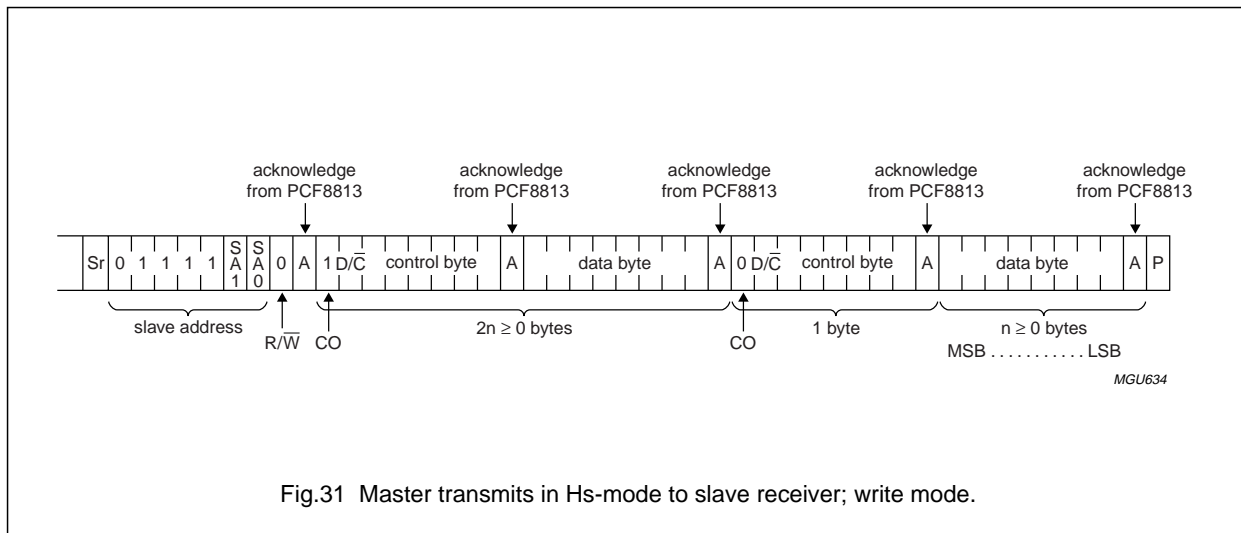 acknowledge from PCF8813
acknowledge from PCF8813
acknowledge from PCF8813
acknowledge from PCF8813
acknowledge from PCF8813
Sr 0 1 1 1 1 SA1 SA0 0 A 1 D/C̅ control byte A data byte A 0 D/C̅ control byte A data byte A P
slave address
R/W̅
CO
2n ≥ 0 bytes
CO
1 byte
n ≥ 0 bytes
MSB . . . . . . . . . . . LSB
MGU634
Fig.31 Master transmits in Hs-mode to slave receiver; write mode.